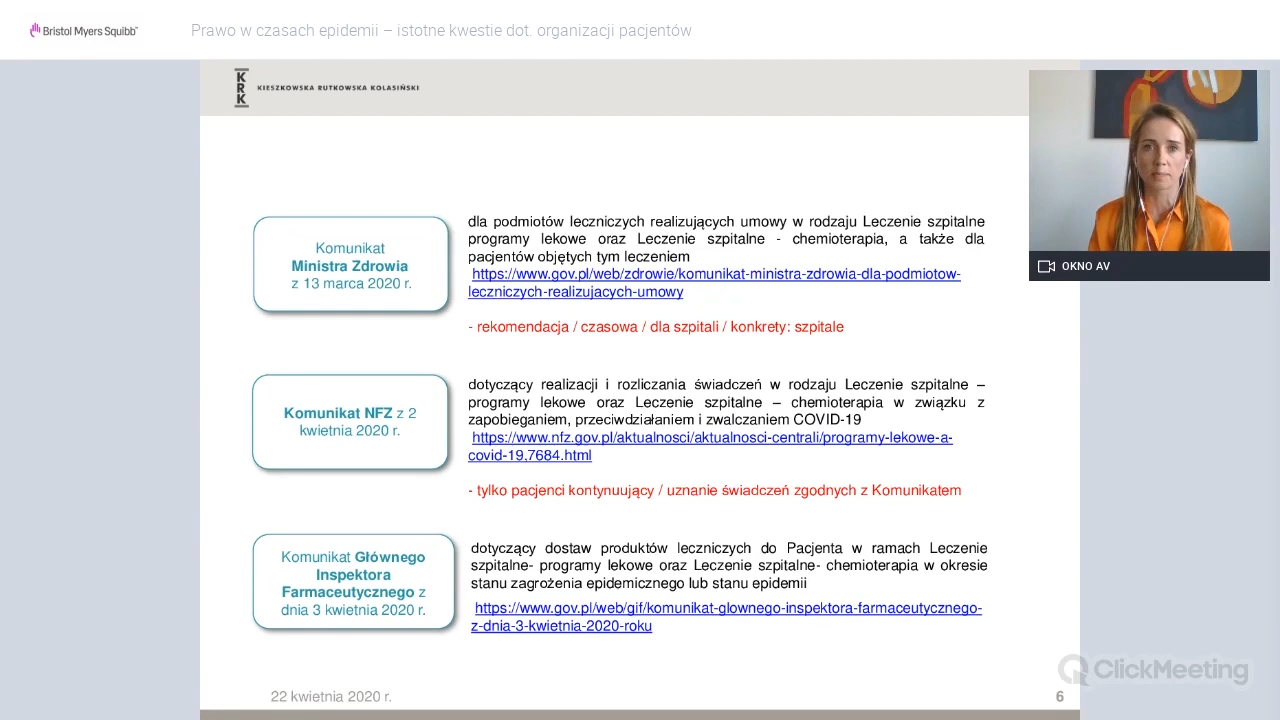 Bristol Myers Squibb™
Prawo w czasach epidemii – istotne kwestie dot. organizacji pacjentów
KRK
KIESZKOWSKA RUTKOWSKA KOLASIŃSKI
OKNO AV
Komunikat
Ministra Zdrowia
z 13 marca 2020 r.
dla podmiotów leczniczych realizujących umowy w rodzaju Leczenie szpitalne
programy lekowe oraz Leczenie szpitalne - chemioterapia, a także dla
pacjentów objętych tym leczeniem
https://www.gov.pl/web/zdrowie/komunikat-ministra-zdrowia-dla-podmiotow-
leczniczych-realizujacych-umowy
- rekomendacja / czasowa / dla szpitali / konkrety: szpitale
Komunikat NFZ z 2
kwietnia 2020 r.
dotyczący realizacji i rozliczania świadczeń w rodzaju Leczenie szpitalne –
programy lekowe oraz Leczenie szpitalne – chemioterapia w związku z
zapobieganiem, przeciwdziałaniem i zwalczaniem COVID-19
https://www.nfz.gov.pl/aktualnosci/aktualnosci-centrali/programy-lekowe-a-
covid-19,7684.html
- tylko pacjenci kontynuujący / uznanie świadczeń zgodnych z Komunikatem
Komunikat Głównego
Inspektora
Farmaceutycznego z
dnia 3 kwietnia 2020 r.
dotyczący dostaw produktów leczniczych do Pacjenta w ramach Leczenie
szpitalne- programy lekowe oraz Leczenie szpitalne- chemioterapia w okresie
stanu zagrożenia epidemicznego lub stanu epidemii
https://www.gov.pl/web/gif/komunikat-glownego-inspektora-farmaceutycznego-
z-dnia-3-kwietnia-2020-roku
ClickMeeting
22 kwietnia 2020 r.
6